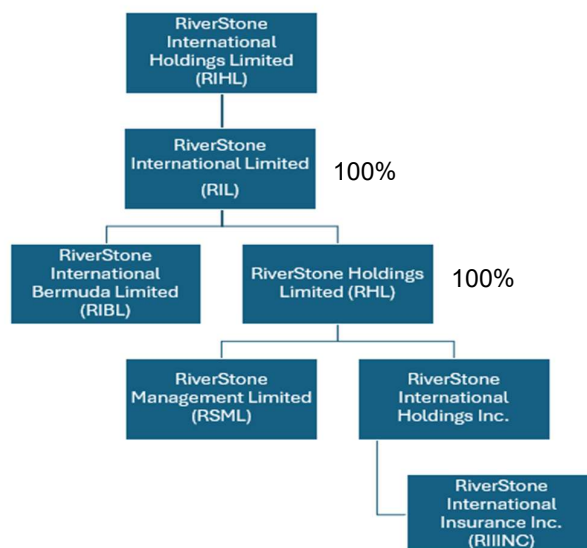 RiverStone
International
Holdings Limited
(RIHL)
RiverStone
International Limited
(RIL)
100%
RiverStone
International
Bermuda Limited
(RIBL)
RiverStone Holdings
Limited (RHL)
100%
RiverStone
Management Limited
(RSML)
RiverStone
International
Holdings Inc.
RiverStone
International
Insurance Inc.
(RIIINC)